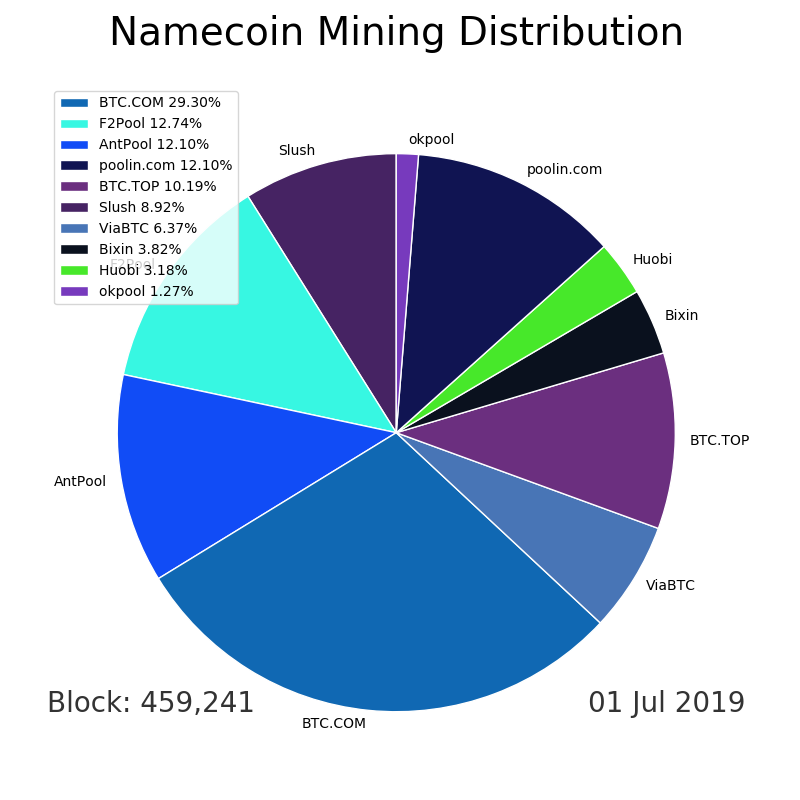 Namecoin Mining Distribution
BTC.COM 29.30%
F2Pool 12.74%
AntPool 12.10%
poolin.com 12.10%
BTC.TOP 10.19%
Slush 8.92%
ViaBTC 6.37%
Bixin 3.82%
Huobi 3.18%
okpool 1.27%
okpool
Slush
poolin.com
Huobi
F2Pool
Bixin
BTC.TOP
AntPool
ViaBTC
Block: 459,241
01 Jul 2019
BTC.COM